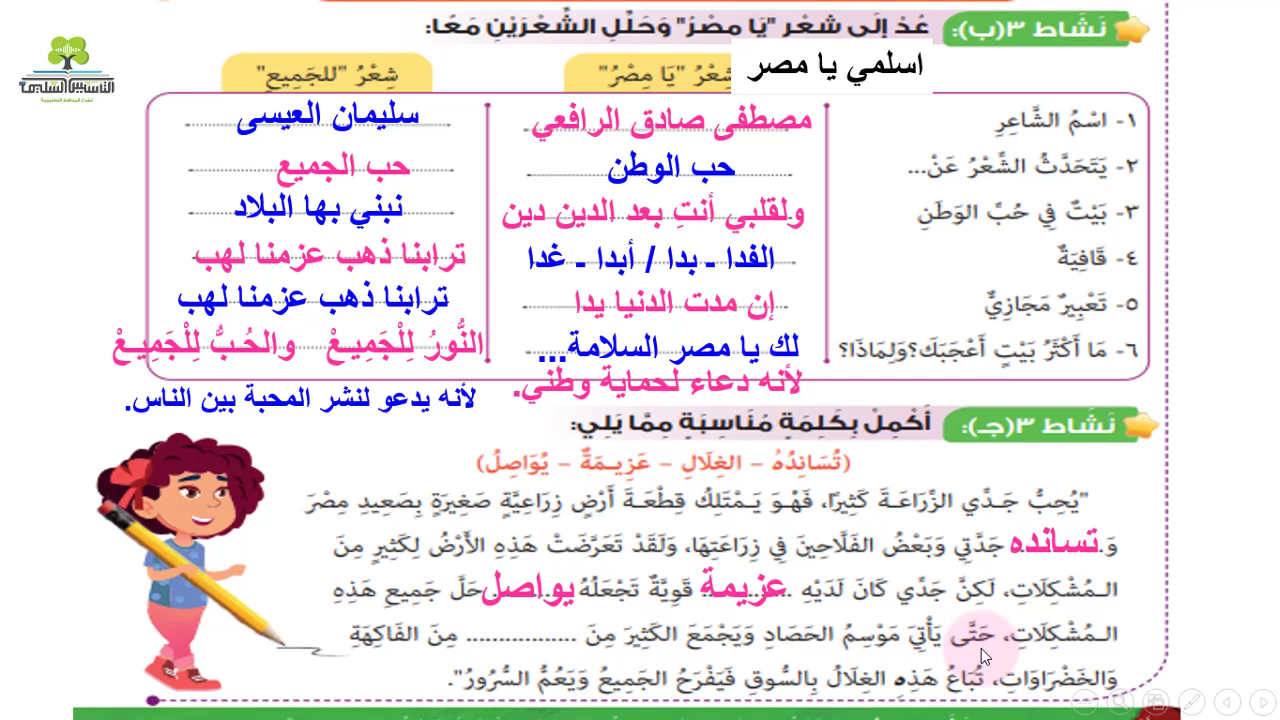 نَشَاط ٣(ب): عُدْ إِلَى شِعْرِ "يَا مِصْرُ" وَحَلِّلِ الشِّعْرَيْنِ مَعًا:
اسلمي يا مصر
شِعْرُ "يَا مِصْرُ" شِعْرُ "للجَمِيعِ"
التأسيس السليم
١- اسْمُ الشَّاعِرِ مصطفى صادق الرافعي سليمان العيسى
٢- يَتَحَدَّثُ الشِّعْرُ عَنْ... حب الوطن حب الجميع
٣- بَيْتٌ فِي حُبِّ الوَطَنِ ولقلبي أنتِ بعد الدين دين نبني بها البلاد
٤- قَافِيَةٌ الفدا - بدا / أبدا - غدا ترابنا ذهب عزمنا لهب
٥- تَعْبِيرٌ مَجَازِيٌّ إن مدت الدنيا يدا ترابنا ذهب عزمنا لهب
٦- مَا أَكْثَرُ بَيْتٍ أَعْجَبَكَ؟وَلِمَاذَا؟ لك يا مصر السلامة... النُّورُ لِلْجَمِيعْ والحُبُّ لِلْجَمِيعْ
لأنه دعاء لحماية وطني. لأنه يدعو لنشر المحبة بين الناس.
نَشَاط ٣(جـ): أَكْمِلْ بِكَلِمَةٍ مُنَاسِبَةٍ مِمَّا يَلِي:
(تُسَانِدُهُ - الغِلَالِ - عَزِيمَةٌ - يُوَاصِلُ)
"يُحِبُّ جَدِّي الزِّرَاعَةَ كَثِيرًا، فَهُوَ يَمْتَلِكُ قِطْعَةَ أَرْضٍ زِرَاعِيَّةٍ صَغِيرَةٍ بِصَعِيدِ مِصْرَ
وَ تسانده جَدَّتِي وَبَعْضُ الفَلَّاحِينَ فِي زِرَاعَتِهَا، وَلَقَدْ تَعَرَّضَتْ هَذِهِ الأَرْضُ لِكَثِيرٍ مِنَ
المُشْكِلَاتِ، لَكِنَّ جَدِّي كَانَ لَدَيْهِ عزيمة قَوِيَّةٌ تَجْعَلُهُ يواصل حَلَّ جَمِيعِ هَذِهِ
المُشْكِلَاتِ، حَتَّى يَأْتِيَ مَوْسِمُ الحَصَادِ وَيَجْمَعَ الكَثِيرَ مِنَ .................. مِنَ الفَاكِهَةِ
وَالخَضْرَاوَاتِ، تُبَاعُ هَذِهِ الغِلَالُ بِالسُّوقِ فَيَفْرَحُ الجَمِيعُ وَيَعُمُّ السُّرُورُ".